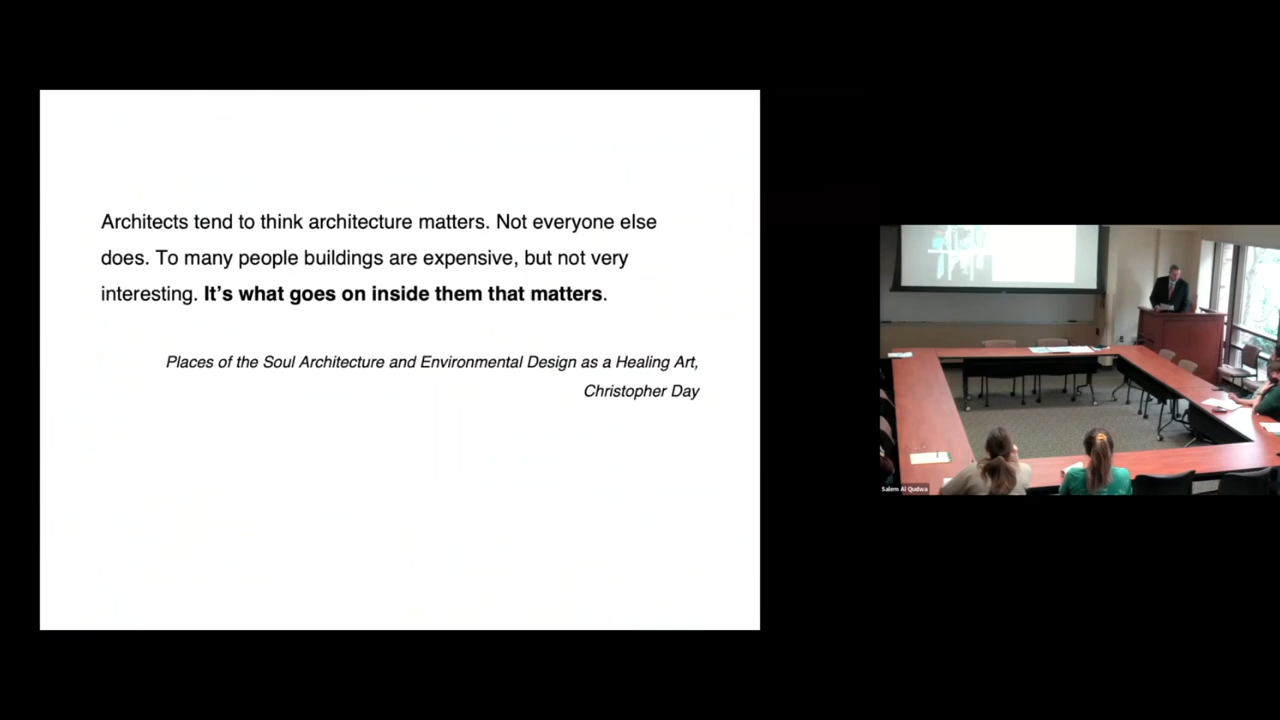 Architects tend to think architecture matters. Not everyone else
does. To many people buildings are expensive, but not very
interesting. It's what goes on inside them that matters.
Places of the Soul Architecture and Environmental Design as a Healing Art,
Christopher Day
Salem Al Qudwa